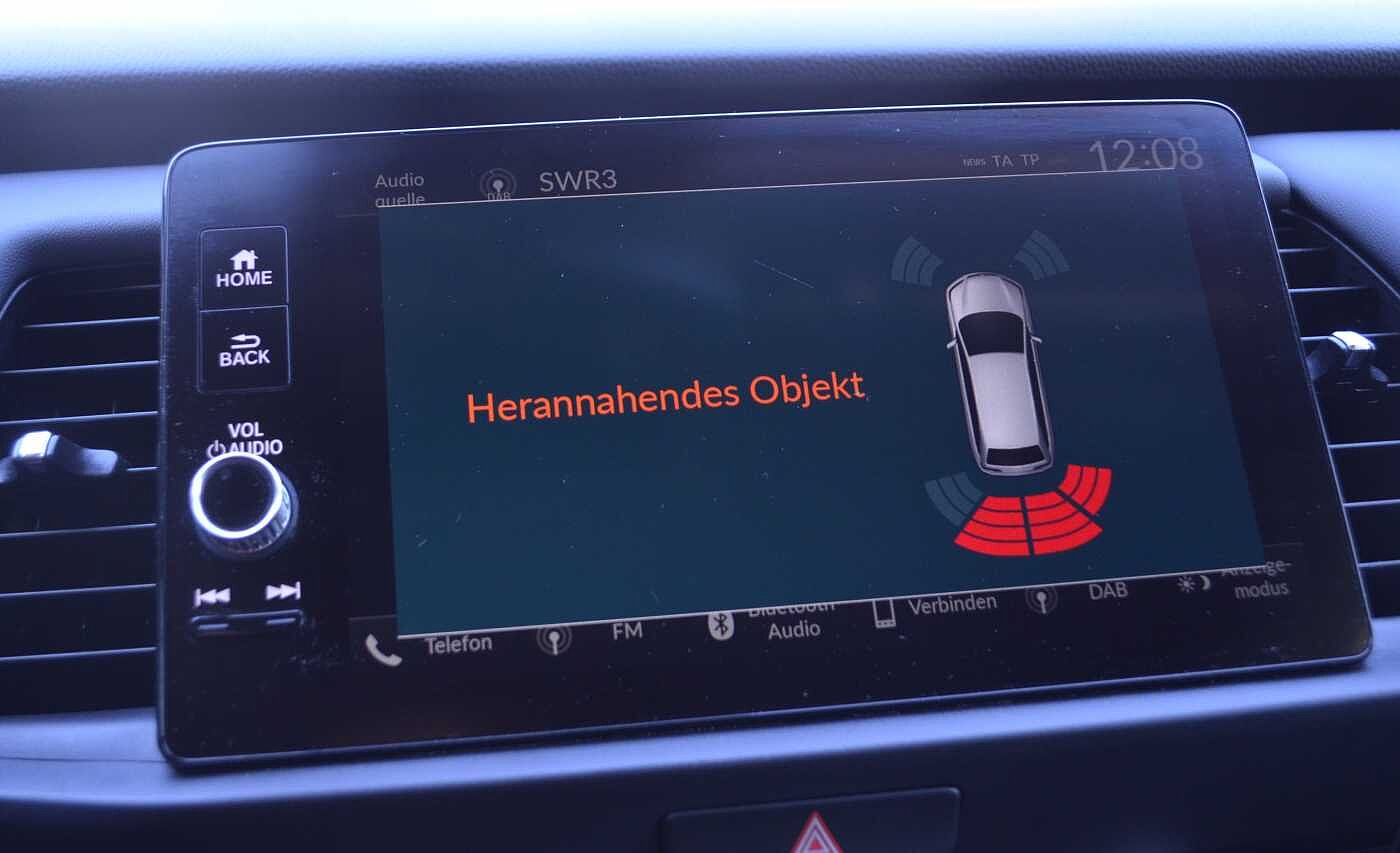 Audio
quelle
DAB
SWR3
NEWS TA TP
12:08
HOME
BACK
VOL
AUDIO
Herannahendes Objekt
Telefon
FM
Bluetooth
Audio
Verbinden
DAB
Anzeige-
modus